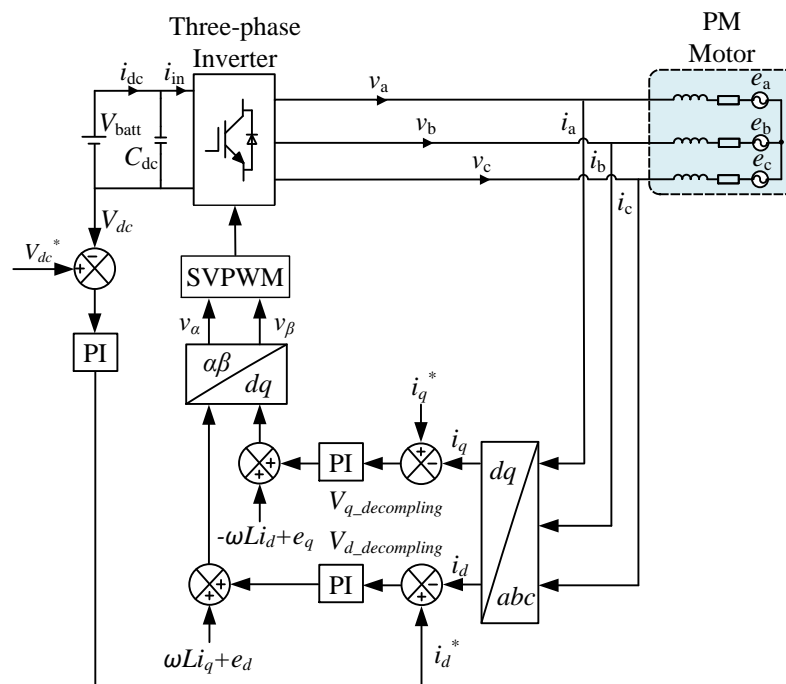 Three-phase
Inverter
PM
Motor
i_dc
i_in
v_a
e_a
V_batt
C_dc
i_a
v_b
e_b
i_b
v_c
e_c
i_c
V_dc
V_dc*
-
+
SVPWM
v_α
v_β
PI
αβ
dq
i_q*
+
+
PI
+
-
i_q
dq
V_q_decompling
-ωLi_d+e_q
V_d_decompling
+
+
PI
-
+
i_d
abc
ωLi_q+e_d
i_d*